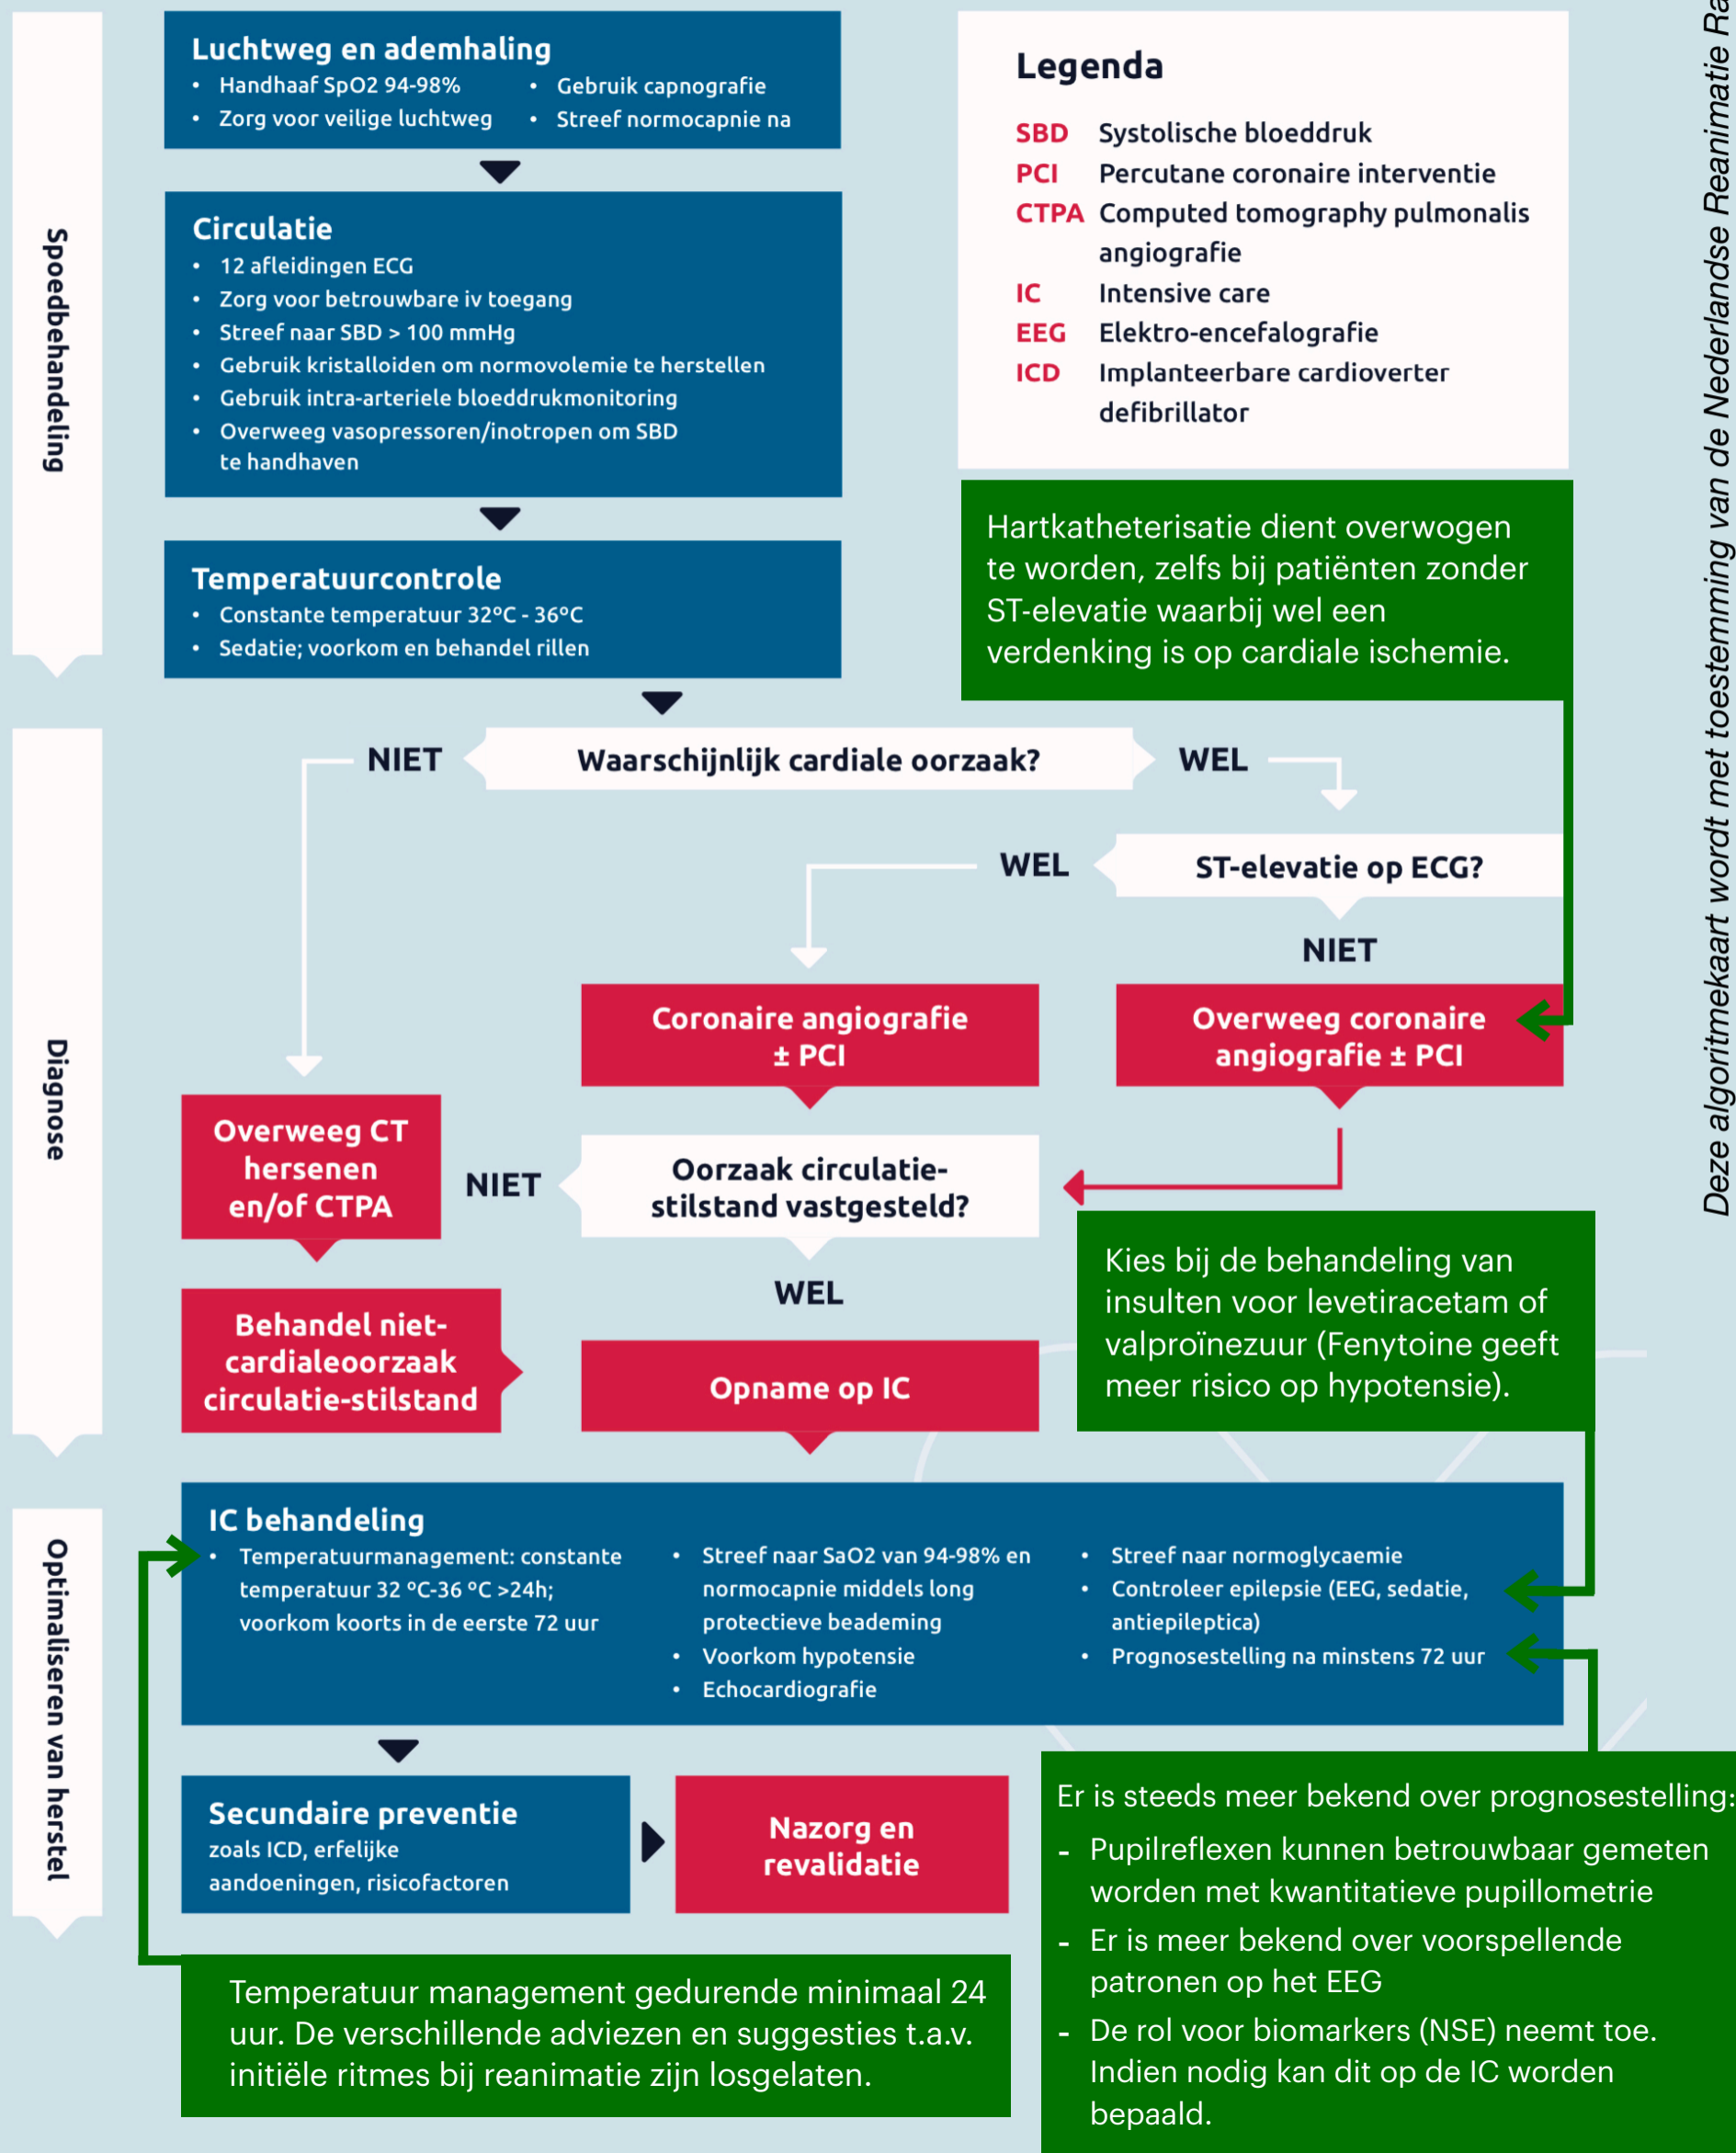 Spoedbehandeling
Luchtweg en ademhaling
• Handhaaf SpO2 94-98%
• Zorg voor veilige luchtweg
• Gebruik capnografie
• Streef normocapnie na
Circulatie
• 12 afleidingen ECG
• Zorg voor betrouwbare iv toegang
• Streef naar SBD > 100 mmHg
• Gebruik kristalloiden om normovolemie te herstellen
• Gebruik intra-arteriele bloeddrukmonitoring
• Overweeg vasopressoren/inotropen om SBD
te handhaven
Temperatuurcontrole
• Constante temperatuur 32ºC - 36ºC
• Sedatie; voorkom en behandel rillen
Legenda
SBD Systolische bloeddruk
PCI Percutane coronaire interventie
CTPA Computed tomography pulmonalis
angiografie
IC Intensive care
EEG Elektro-encefalografie
ICD Implanteerbare cardioverter
defibrillator
Hartkatheterisatie dient overwogen
te worden, zelfs bij patiënten zonder
ST-elevatie waarbij wel een
verdenking is op cardiale ischemie.
Diagnose
NIET
Waarschijnlijk cardiale oorzaak?
WEL
WEL
ST-elevatie op ECG?
NIET
Coronaire angiografie
± PCI
Overweeg coronaire
angiografie ± PCI
Overweeg CT
hersenen
en/of CTPA
NIET
Oorzaak circulatie-
stilstand vastgesteld?
WEL
Behandel niet-
cardialeoorzaak
circulatie-stilstand
Opname op IC
Kies bij de behandeling van
insulten voor levetiracetam of
valproïnezuur (Fenytoine geeft
meer risico op hypotensie).
Optimaliseren van herstel
IC behandeling
• Temperatuurmanagement: constante
temperatuur 32 ºC-36 ºC >24h;
voorkom koorts in de eerste 72 uur
• Streef naar SaO2 van 94-98% en
normocapnie middels long
protectieve beademing
• Voorkom hypotensie
• Echocardiografie
• Streef naar normoglycaemie
• Controleer epilepsie (EEG, sedatie,
antiepileptica)
• Prognosestelling na minstens 72 uur
Secundaire preventie
zoals ICD, erfelijke
aandoeningen, risicofactoren
Nazorg en
revalidatie
Er is steeds meer bekend over prognosestelling:
- Pupilreflexen kunnen betrouwbaar gemeten
worden met kwantitatieve pupillometrie
- Er is meer bekend over voorspellende
patronen op het EEG
- De rol voor biomarkers (NSE) neemt toe.
Indien nodig kan dit op de IC worden
bepaald.
Temperatuur management gedurende minimaal 24
uur. De verschillende adviezen en suggesties t.a.v.
initiële ritmes bij reanimatie zijn losgelaten.
Deze algoritmekaart wordt met toestemming van de Nederlandse Reanimatie